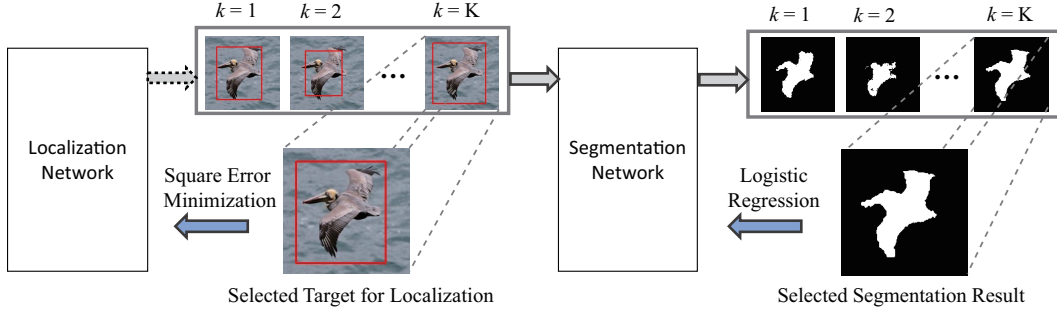 k = 1
k = 2
k = K
...
Localization
Network
Square Error
Minimization
Selected Target for Localization
Segmentation
Network
k = 1
k = 2
k = K
...
Logistic
Regression
Selected Segmentation Result